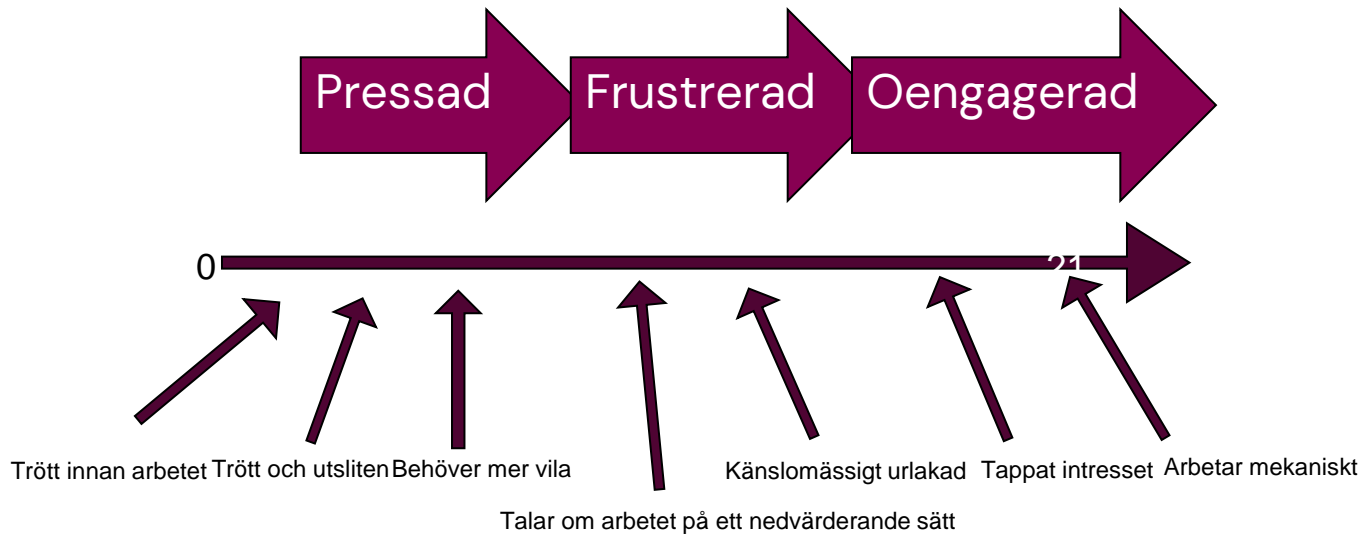 Pressad
Frustrerad
Oengagerad
0
21
Trött innan arbetet
Trött och utsliten
Behöver mer vila
Känslomässigt urlakad
Tappat intresset
Arbetar mekaniskt
Talar om arbetet på ett nedvärderande sätt